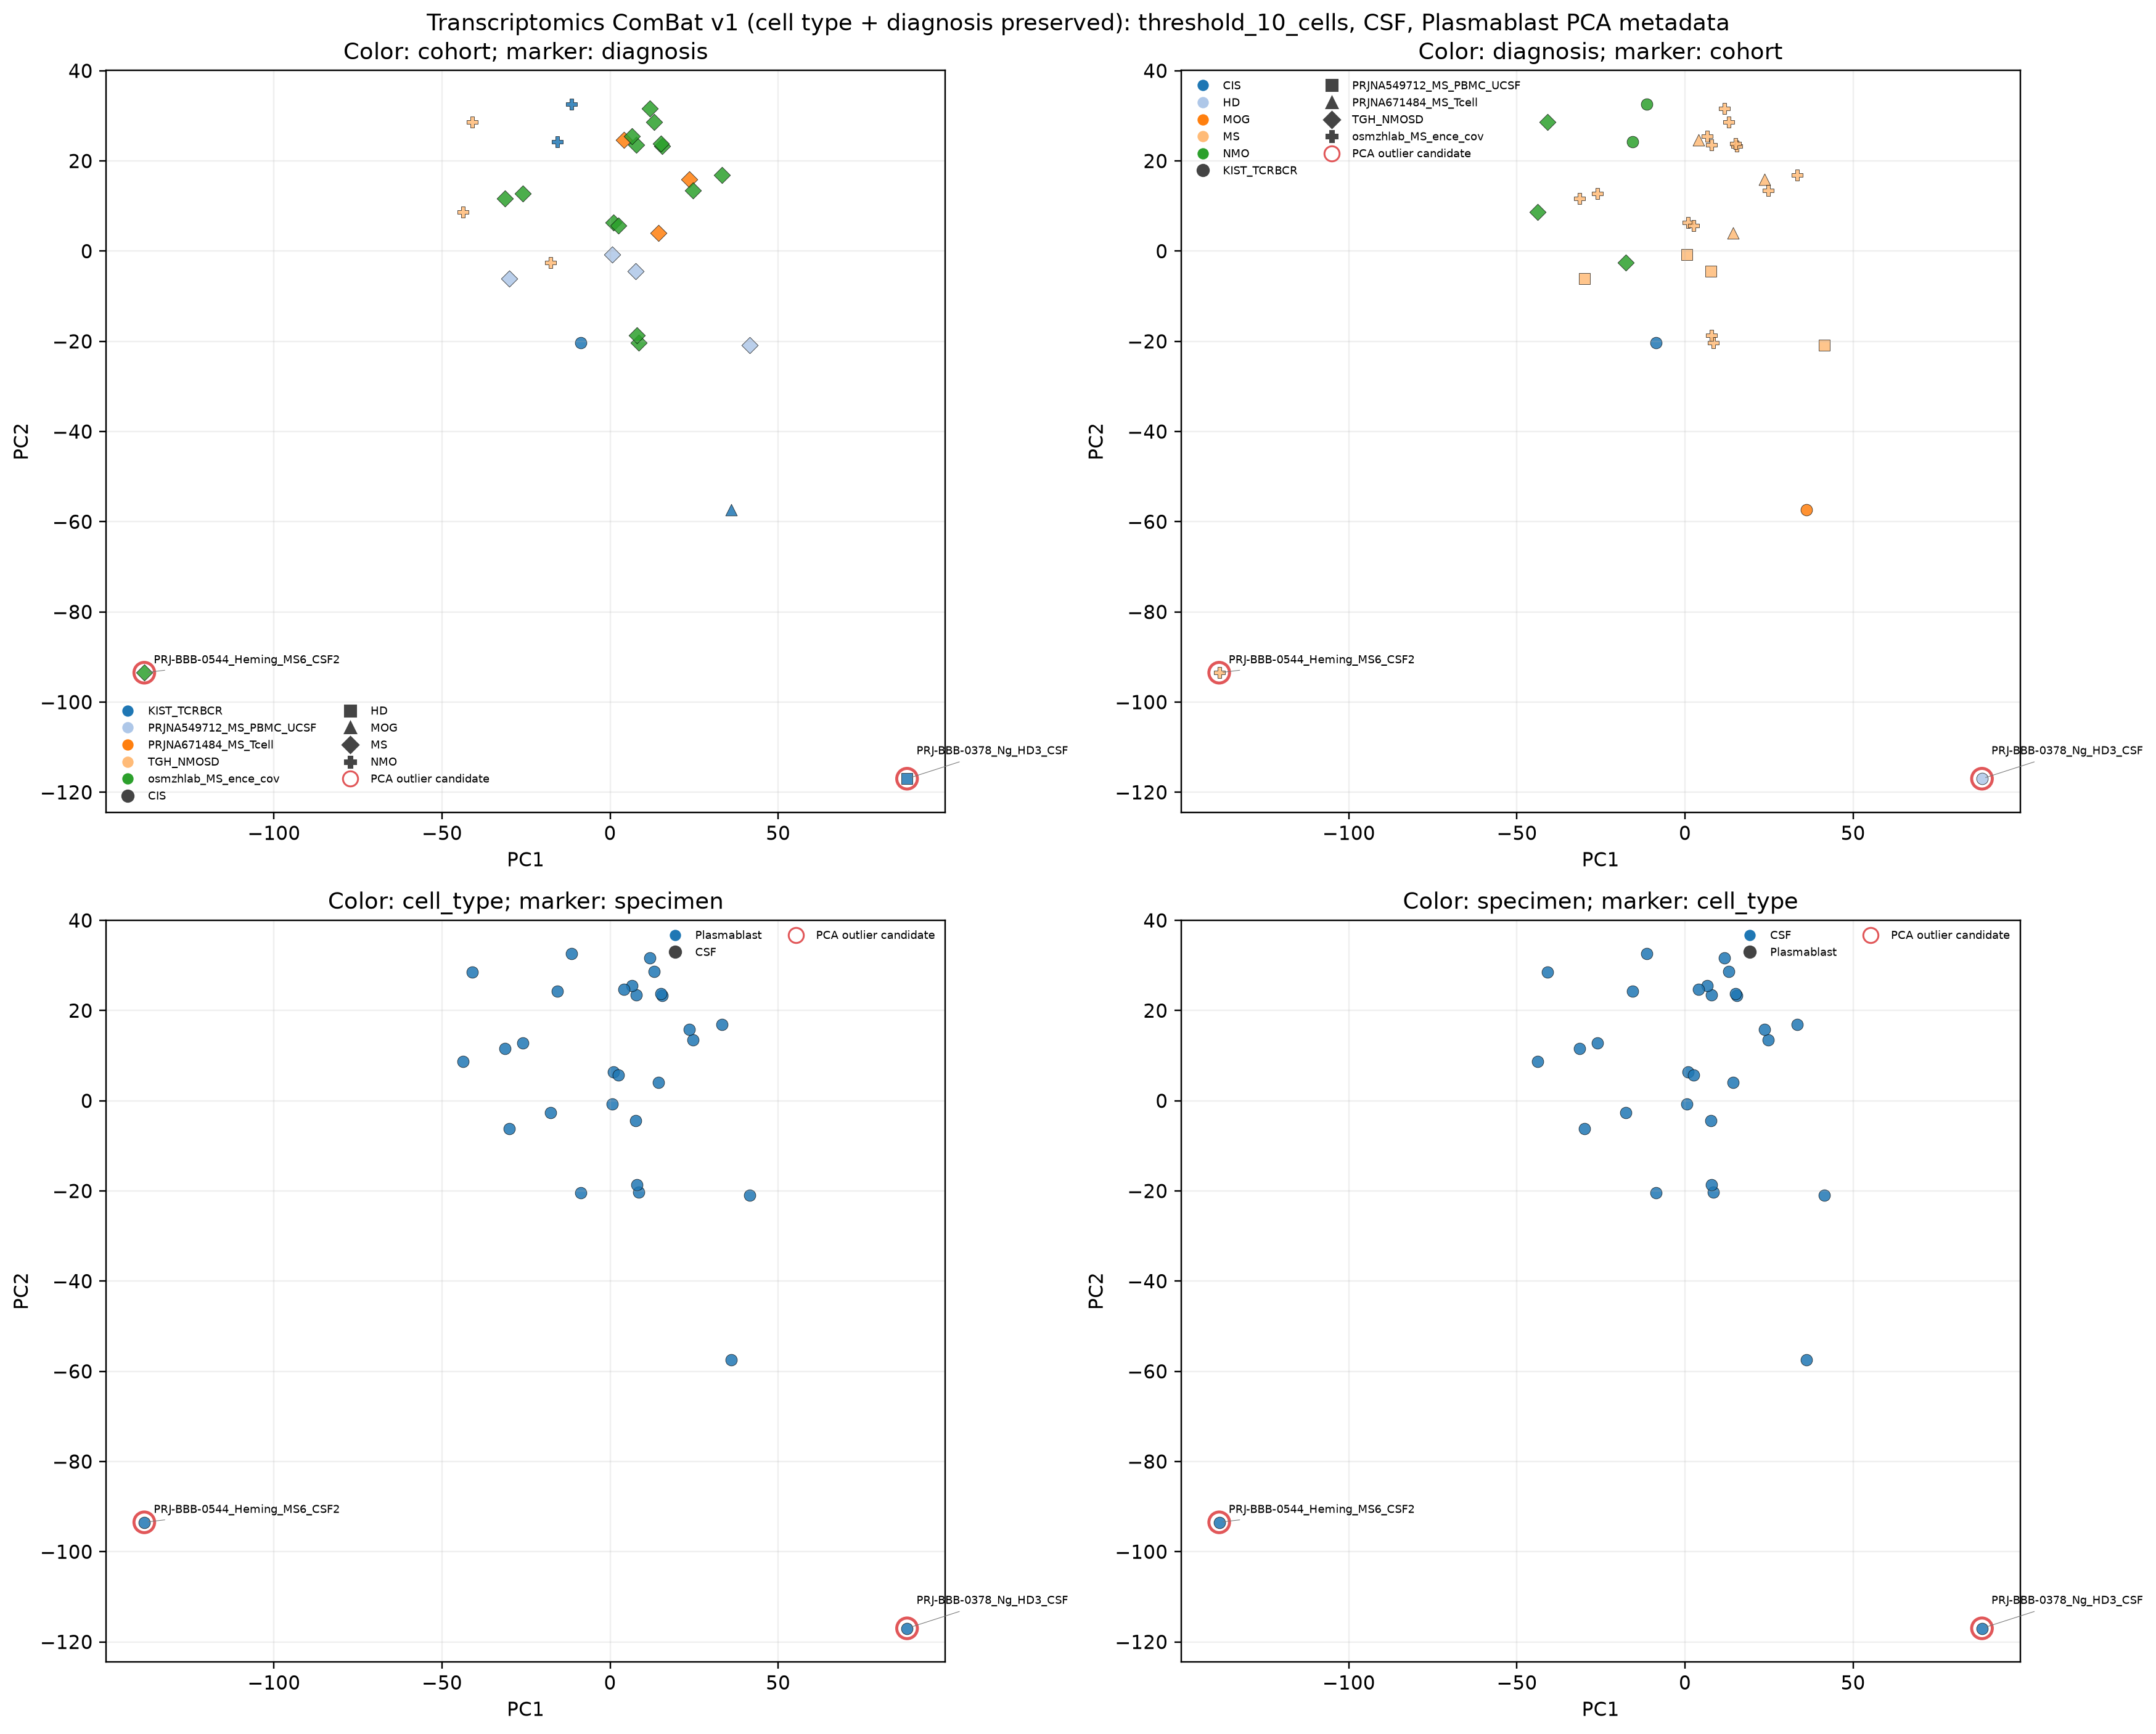 Transcriptomics ComBat v1 (cell type + diagnosis preserved): threshold_10_cells, CSF, Plasmablast PCA metadata
Color: cohort; marker: diagnosis
40
20
0
−20
−40
−60
−80
−100
−120
PC2
PRJ-BBB-0544_Heming_MS6_CSF2
PRJ-BBB-0378_Ng_HD3_CSF
KIST_TCRBCR
PRJNA549712_MS_PBMC_UCSF
PRJNA671484_MS_Tcell
TGH_NMOSD
osmzhlab_MS_ence_cov
CIS
HD
MOG
MS
NMO
PCA outlier candidate
−100
−50
0
50
PC1
Color: diagnosis; marker: cohort
40
20
0
−20
−40
−60
−80
−100
−120
PC2
CIS
HD
MOG
MS
NMO
KIST_TCRBCR
PRJNA549712_MS_PBMC_UCSF
PRJNA671484_MS_Tcell
TGH_NMOSD
osmzhlab_MS_ence_cov
PCA outlier candidate
PRJ-BBB-0544_Heming_MS6_CSF2
PRJ-BBB-0378_Ng_HD3_CSF
−100
−50
0
50
PC1
Color: cell_type; marker: specimen
40
20
0
−20
−40
−60
−80
−100
−120
PC2
Plasmablast
CSF
PCA outlier candidate
PRJ-BBB-0544_Heming_MS6_CSF2
PRJ-BBB-0378_Ng_HD3_CSF
−100
−50
0
50
PC1
Color: specimen; marker: cell_type
40
20
0
−20
−40
−60
−80
−100
−120
PC2
CSF
Plasmablast
PCA outlier candidate
PRJ-BBB-0544_Heming_MS6_CSF2
PRJ-BBB-0378_Ng_HD3_CSF
−100
−50
0
50
PC1